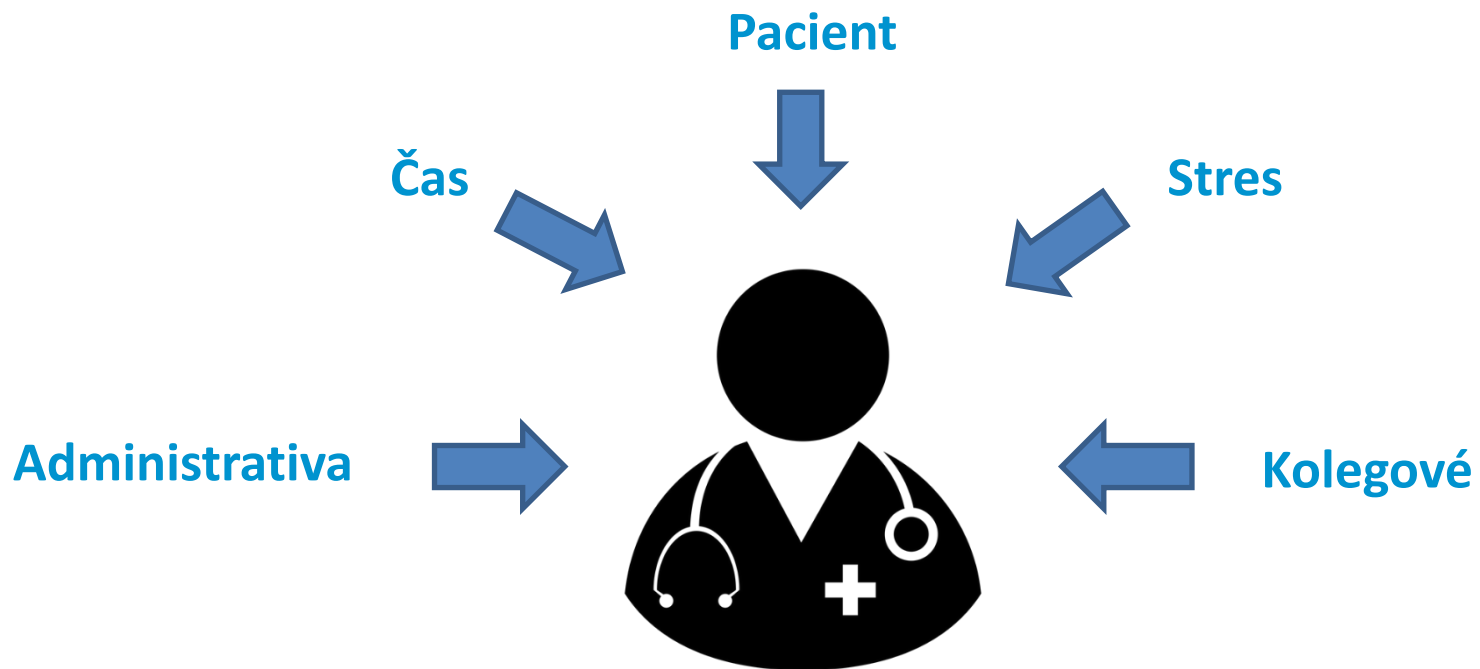 Pacient
Čas
Stres
Administrativa
Kolegové